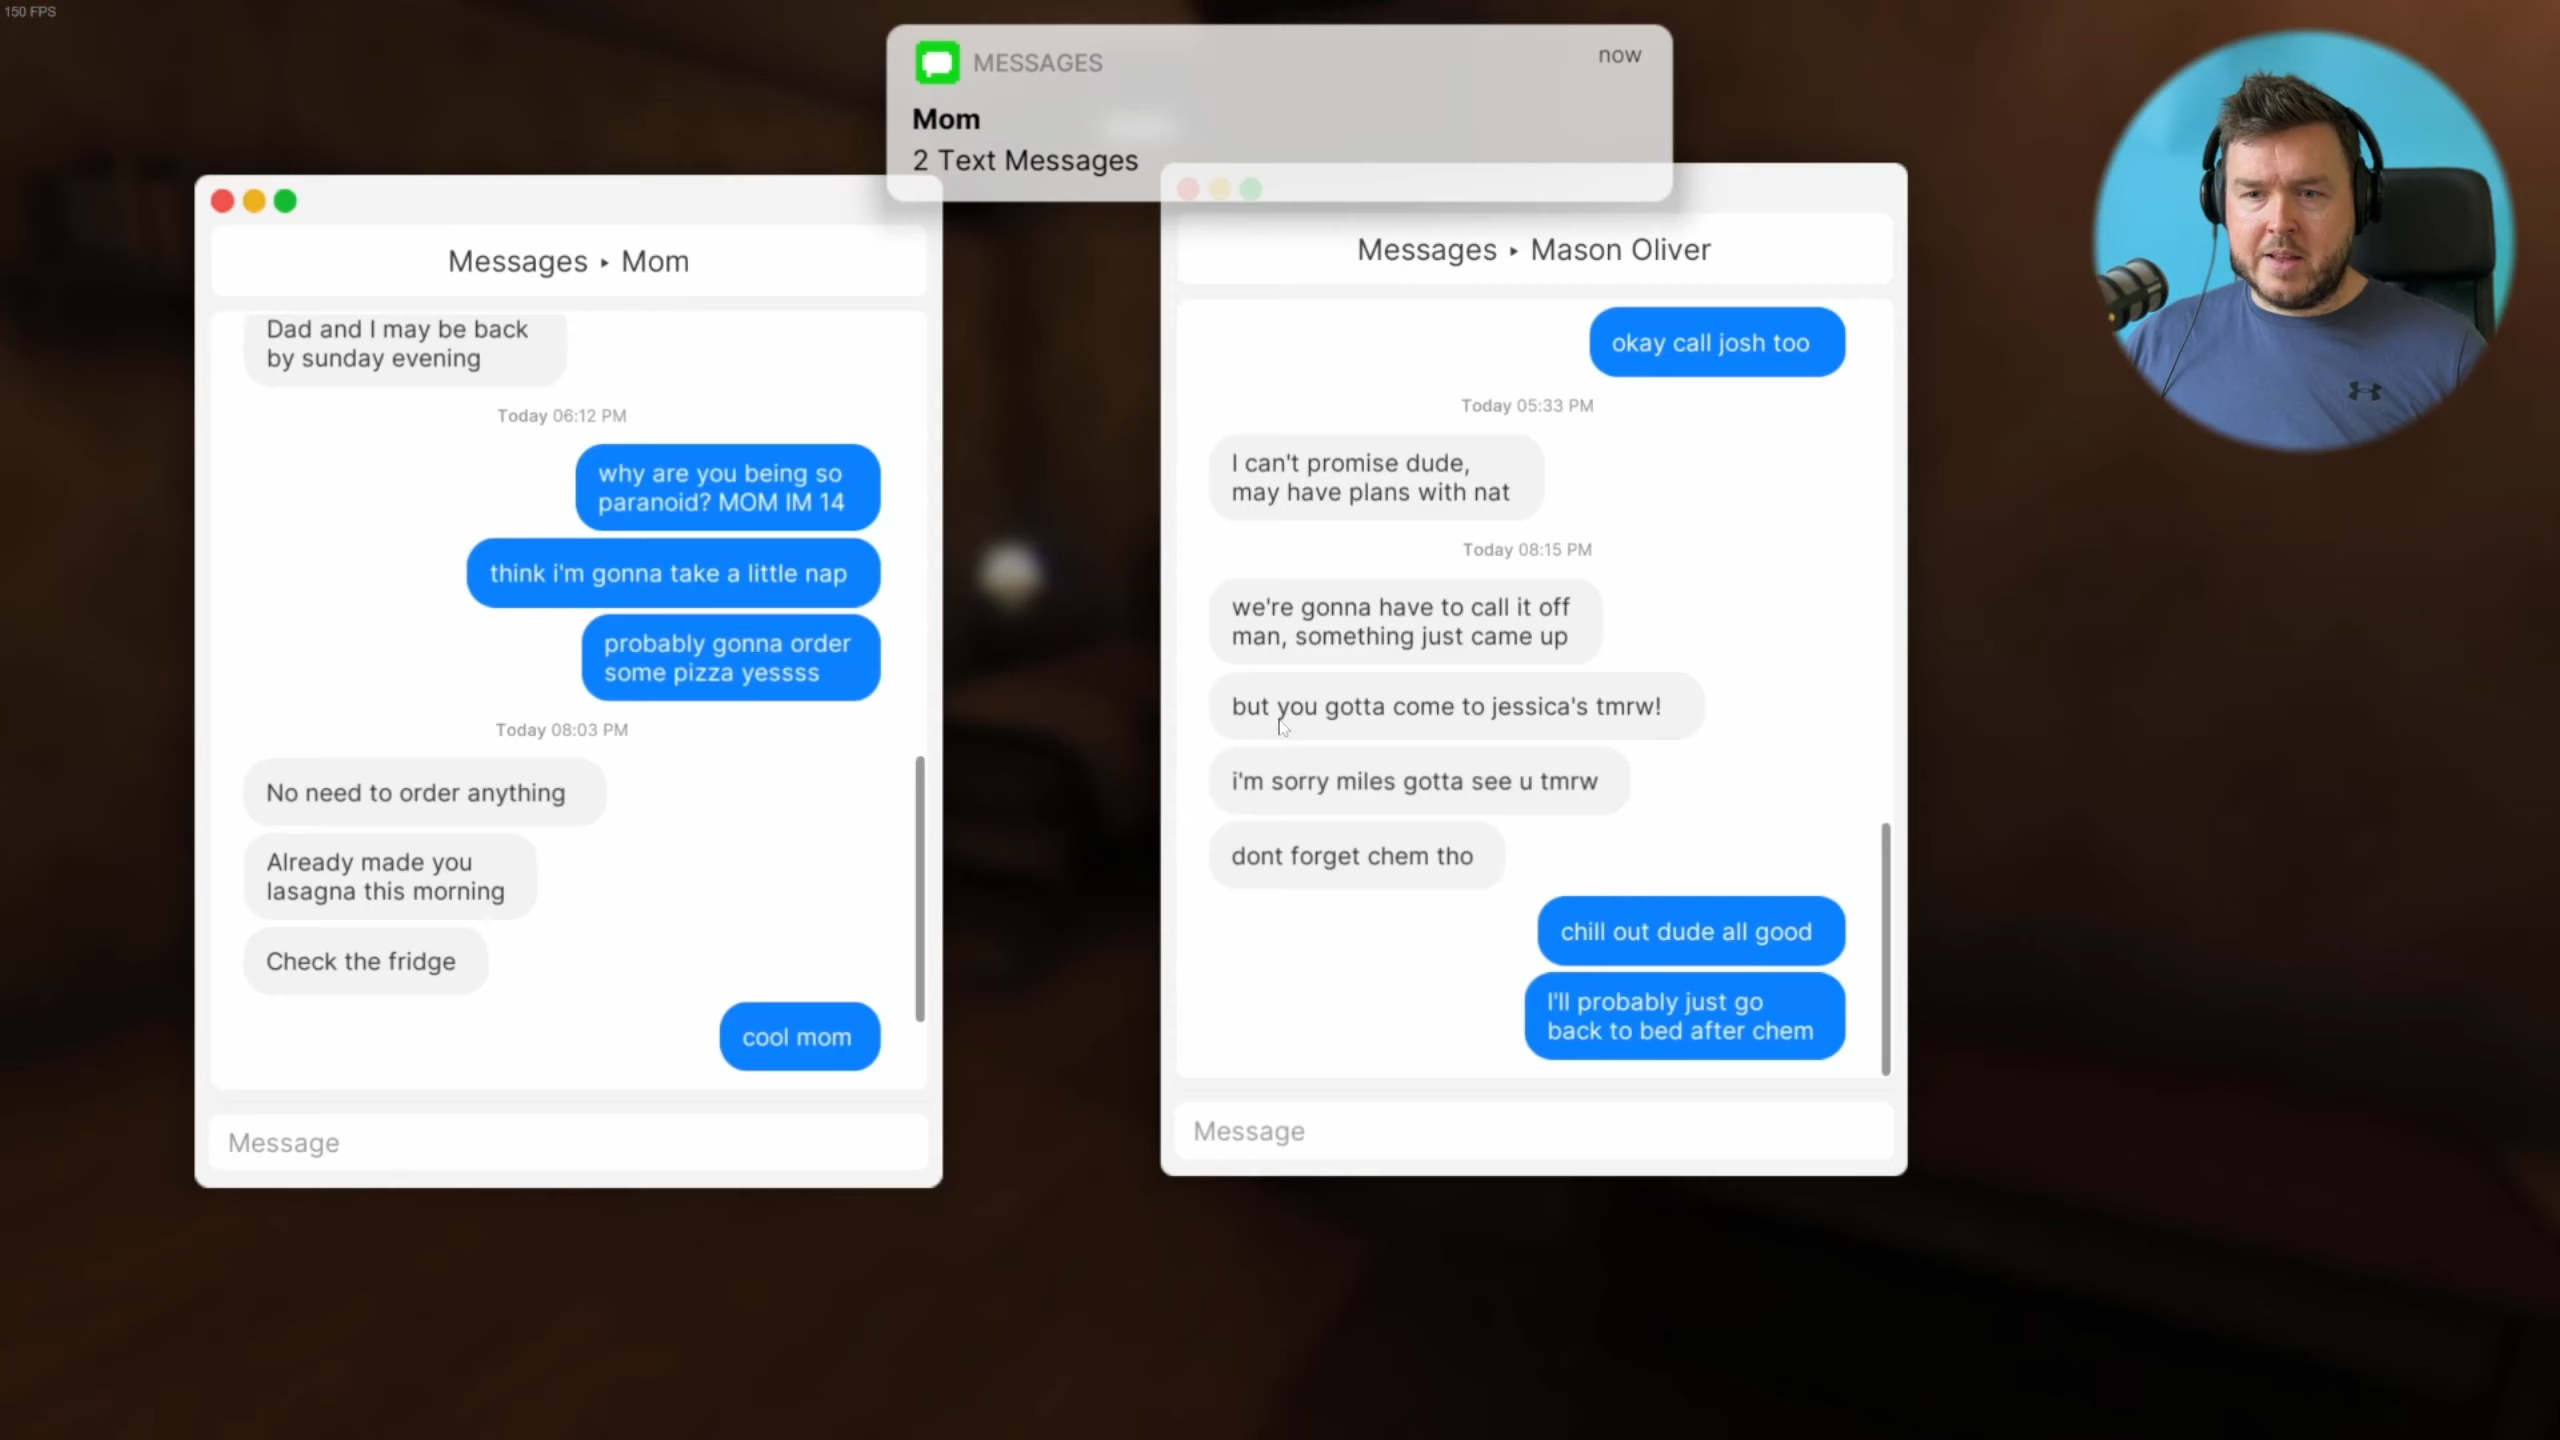 150 FPS
MESSAGES
now
Mom
2 Text Messages
Messages ‣ Mom
Dad and I may be back
by sunday evening
Today 06:12 PM
why are you being so
paranoid? MOM IM 14
think i'm gonna take a little nap
probably gonna order
some pizza yessss
Today 08:03 PM
No need to order anything
Already made you
lasagna this morning
Check the fridge
cool mom
Message
Messages ‣ Mason Oliver
okay call josh too
Today 05:33 PM
I can't promise dude,
may have plans with nat
Today 08:15 PM
we're gonna have to call it off
man, something just came up
but you gotta come to jessica's tmrw!
i'm sorry miles gotta see u tmrw
dont forget chem tho
chill out dude all good
I'll probably just go
back to bed after chem
Message